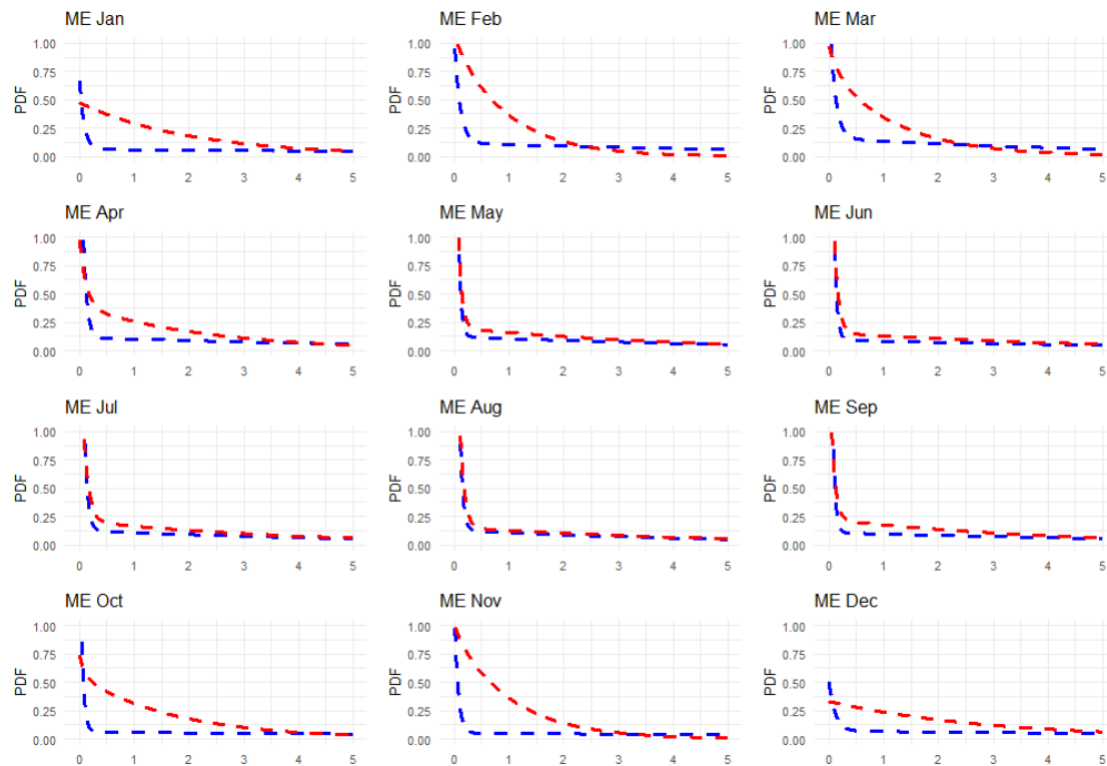 ME Jan
ME Feb
ME Mar
PDF
1.00
0.75
0.50
0.25
0.00
0 1 2 3 4 5
PDF
1.00
0.75
0.50
0.25
0.00
0 1 2 3 4 5
PDF
1.00
0.75
0.50
0.25
0.00
0 1 2 3 4 5
ME Apr
ME May
ME Jun
PDF
1.00
0.75
0.50
0.25
0.00
0 1 2 3 4 5
PDF
1.00
0.75
0.50
0.25
0.00
0 1 2 3 4 5
PDF
1.00
0.75
0.50
0.25
0.00
0 1 2 3 4 5
ME Jul
ME Aug
ME Sep
PDF
1.00
0.75
0.50
0.25
0.00
0 1 2 3 4 5
PDF
1.00
0.75
0.50
0.25
0.00
0 1 2 3 4 5
PDF
1.00
0.75
0.50
0.25
0.00
0 1 2 3 4 5
ME Oct
ME Nov
ME Dec
PDF
1.00
0.75
0.50
0.25
0.00
0 1 2 3 4 5
PDF
1.00
0.75
0.50
0.25
0.00
0 1 2 3 4 5
PDF
1.00
0.75
0.50
0.25
0.00
0 1 2 3 4 5